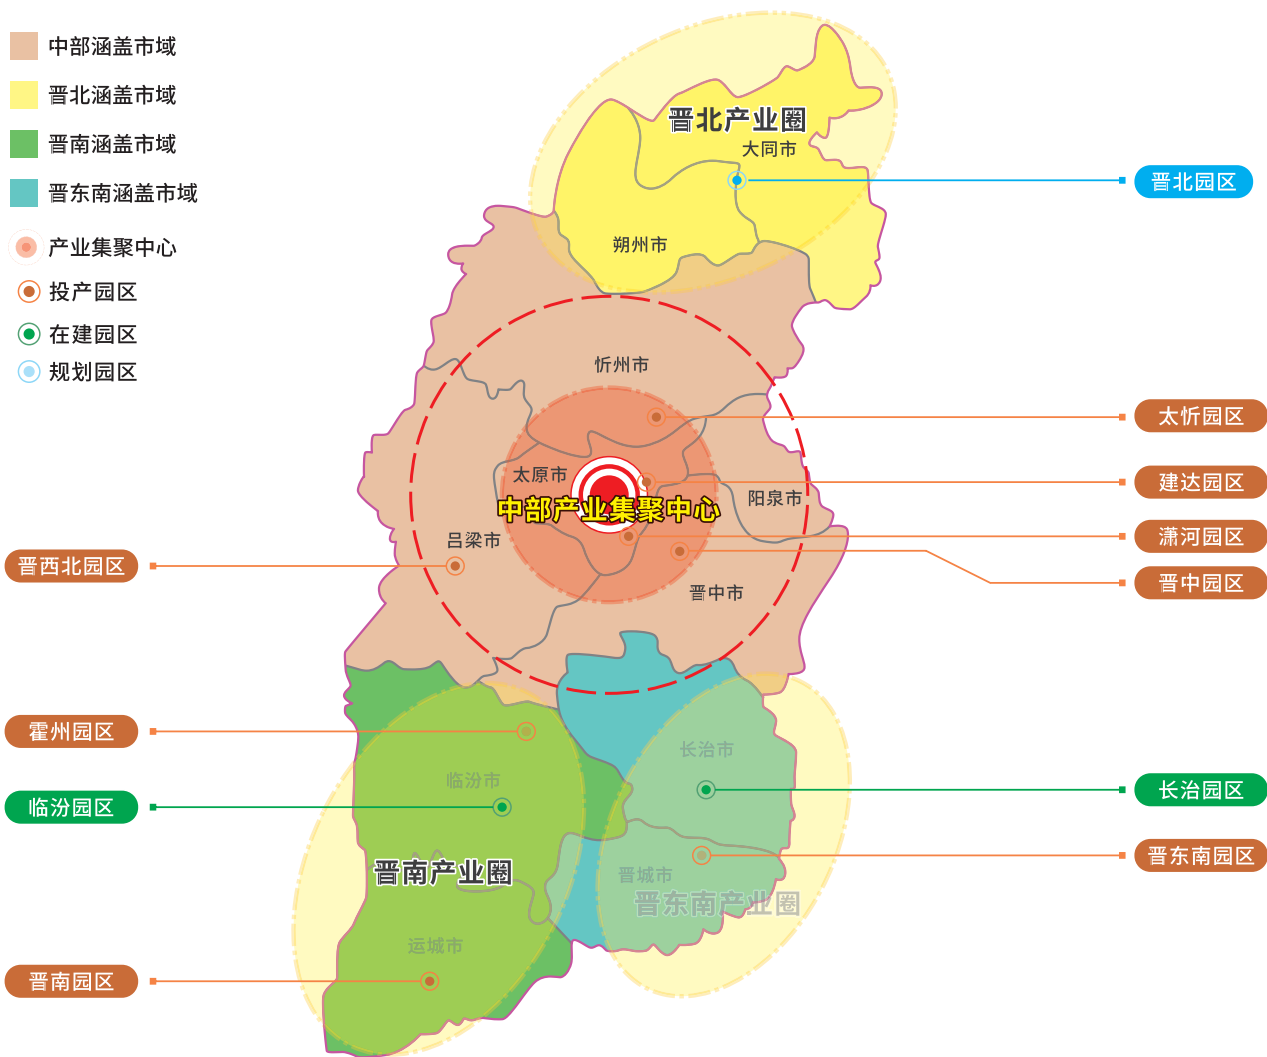 中部涵盖市域
晋北涵盖市域
晋南涵盖市域
晋东南涵盖市域
产业集聚中心
投产园区
在建园区
规划园区
晋北产业圈
大同市
晋北园区
朔州市
忻州市
太忻园区
太原市
建达园区
阳泉市
中部产业集聚中心
潇河园区
吕梁市
晋西北园区
晋中园区
晋中市
霍州园区
长治市
临汾市
长治园区
临汾园区
晋东南园区
晋南产业圈
晋城市
晋东南产业圈
运城市
晋南园区